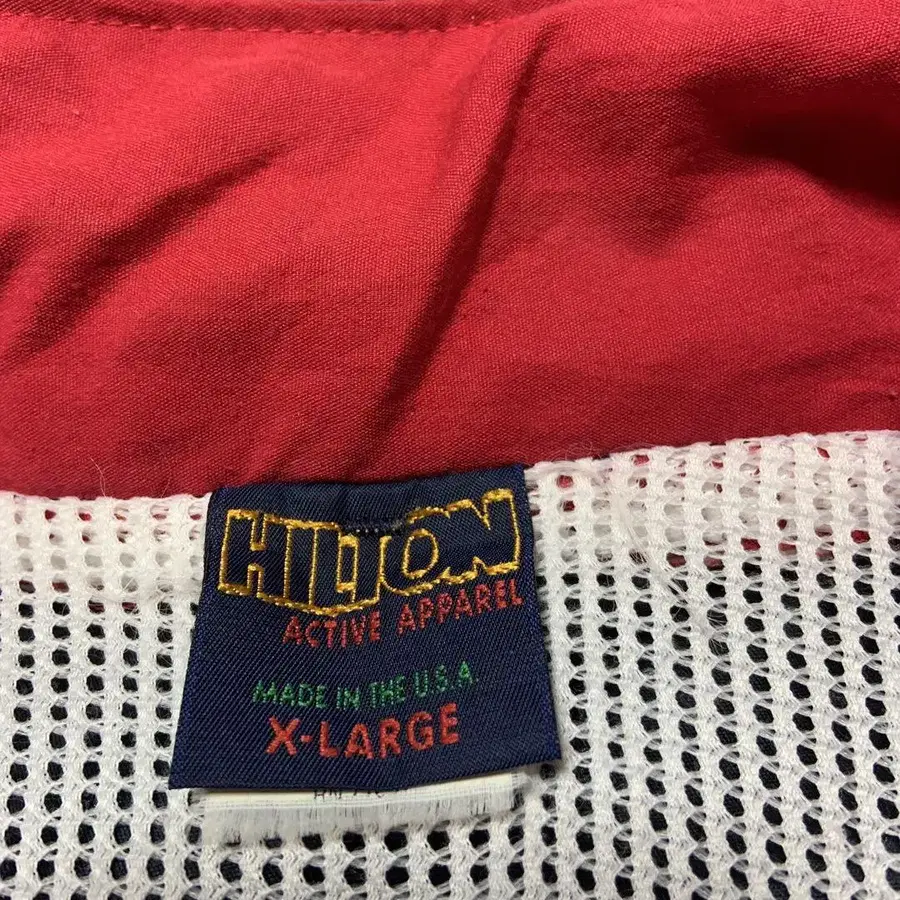 HILTON
ACTIVE APPAREL
MADE IN THE U.S.A.
X-LARGE